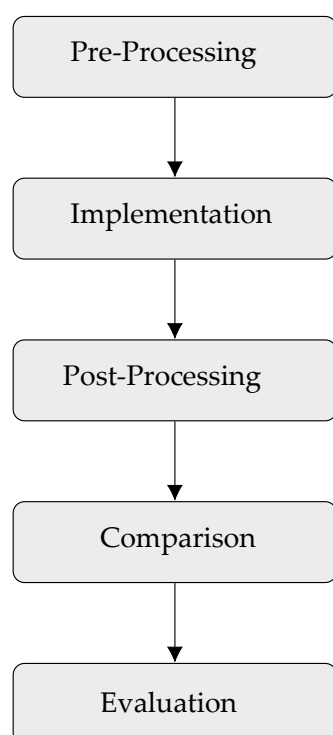 Pre-Processing
Implementation
Post-Processing
Comparison
Evaluation